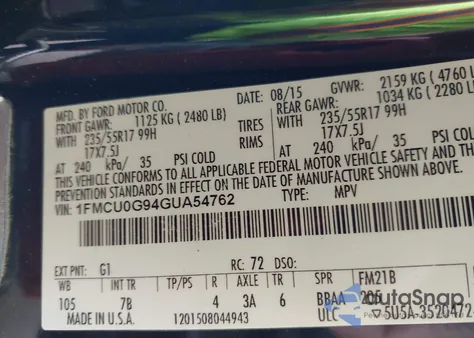 MFD. BY FORD MOTOR CO.
DATE: 08/15 GVWR: 2159 KG ( 4760 LB
FRONT GAWR: 1125 KG ( 2480 LB) REAR GAWR: 1034 KG ( 2280 LB
WITH 235/55R17 99H TIRES WITH 235/55R17 99H
17X7.5J RIMS 17X7.5J
AT 240 kPa/ 35 PSI COLD AT 240 kPa/ 35 PSI COLD
THIS VEHICLE CONFORMS TO ALL APPLICABLE FEDERAL MOTOR VEHICLE SAFETY AND
PREVENTION STANDARDS IN EFFECT ON THE DATE OF MANUFACTURE SHOWN ABOVE.
VIN: 1FMCU0G94GUA54762 TYPE: MPV
EXT PNT: G1 RC: 72 DSO:
WB INT TR TP/PS R AXLE TR SPR FM21B
105 7B 4 3A 6 BBAA
MADE IN U.S.A. 1201508044943 ULC 5U5A-3520472
AutoSnap